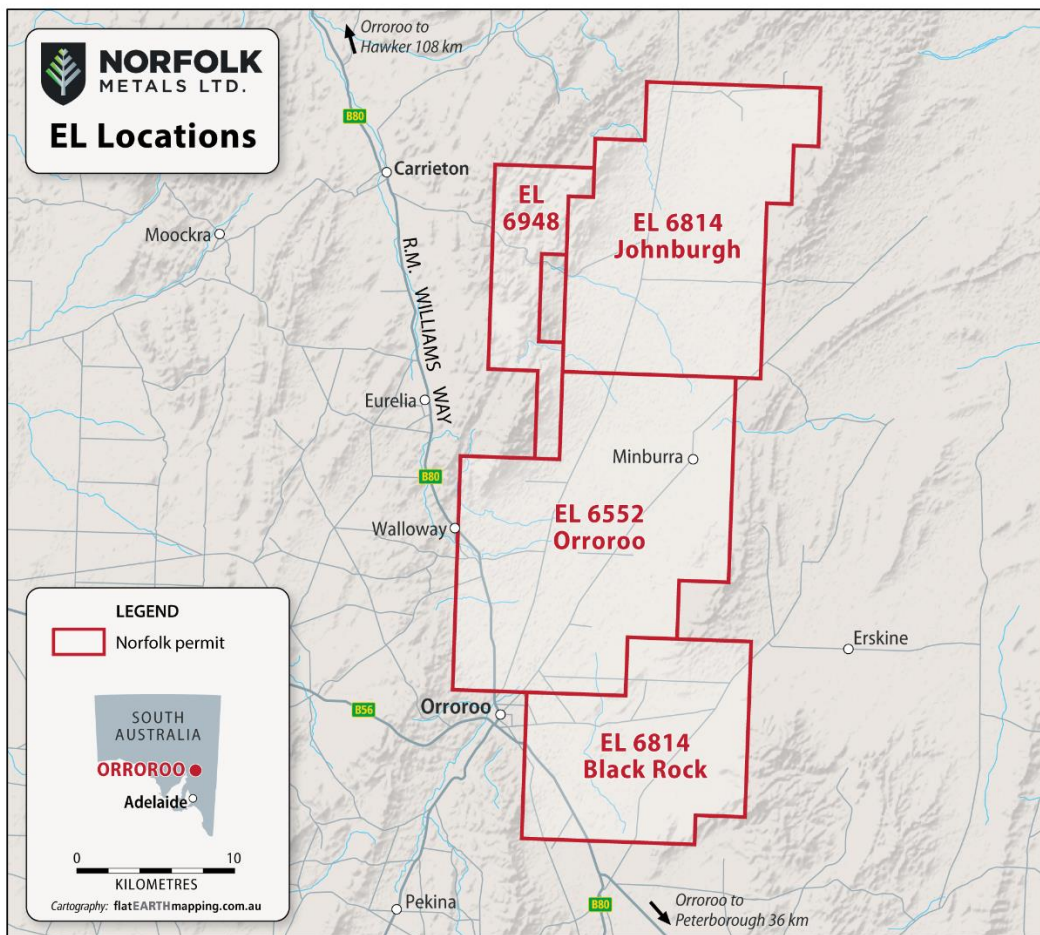 NORFOLK
METALS LTD.
EL Locations
Orroroo to
Hawker 108 km
B80
Carrieton
Moockra
R.M. WILLIAMS WAY
EL
6948
EL 6814
Johnburgh
Eurelia
B80
Minburra
Walloway
EL 6552
Orroroo
Erskine
LEGEND
Norfolk permit
SOUTH
AUSTRALIA
ORROROO
Adelaide
0 10
KILOMETRES
Cartography: flatEARTHmapping.com.au
B56
Orroroo
EL 6814
Black Rock
Pekina
B80
Orroroo to
Peterborough 36 km